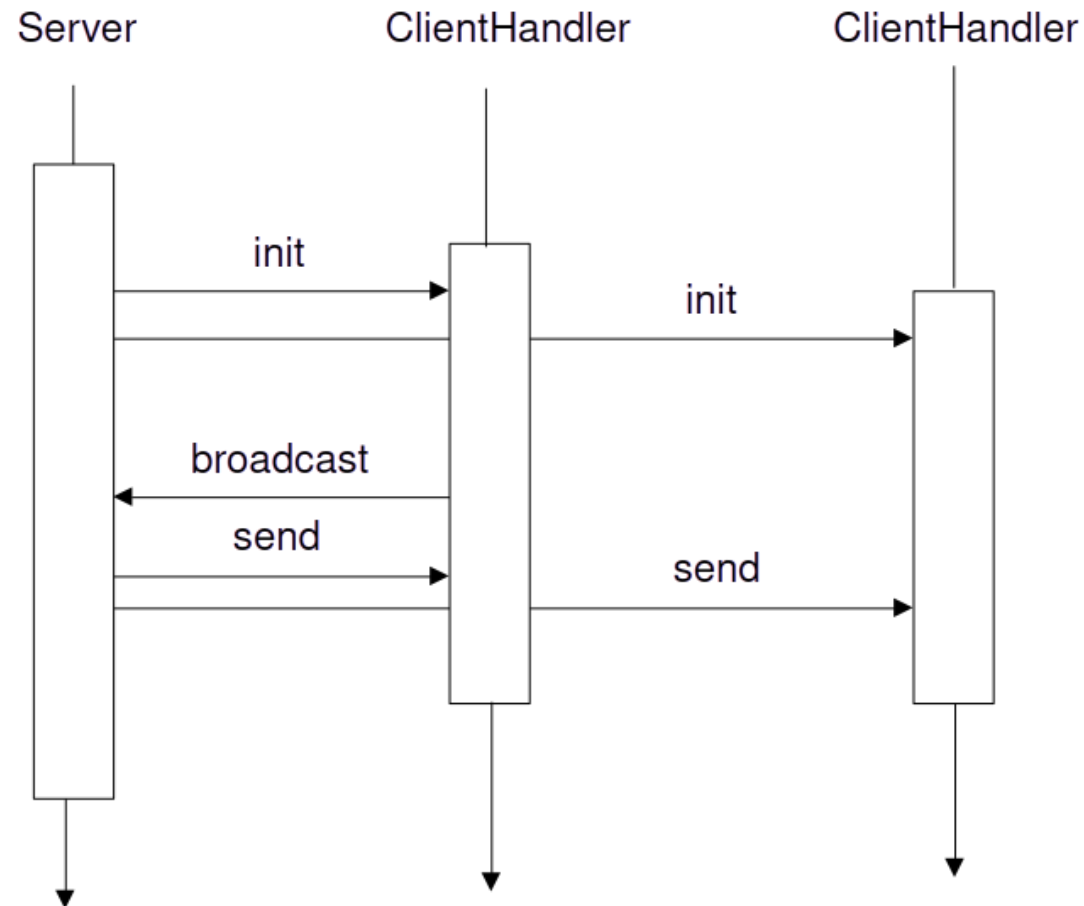 Server
ClientHandler
ClientHandler
init
init
broadcast
send
send